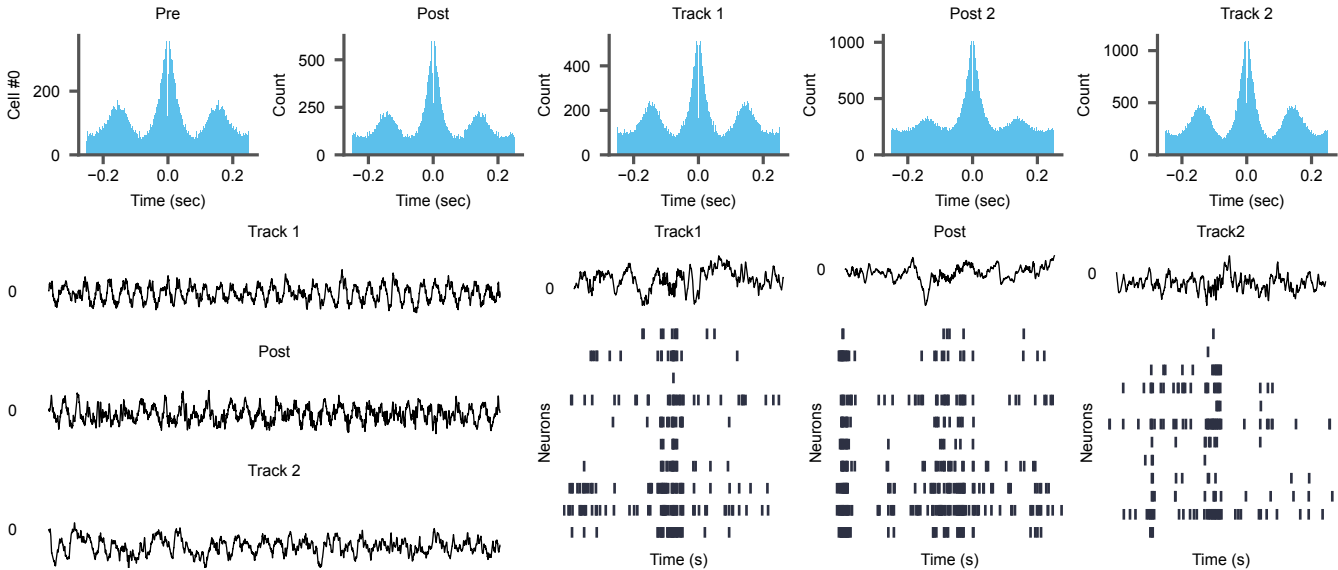 Pre
Post
Track 1
Post 2
Track 2
Cell #0
200
0
−0.2
0.0
0.2
Time (sec)
Count
500
250
0
−0.2
0.0
0.2
Time (sec)
Count
400
200
0
−0.2
0.0
0.2
Time (sec)
Count
1000
500
0
−0.2
0.0
0.2
Time (sec)
Count
1000
500
0
−0.2
0.0
0.2
Time (sec)
Track 1
0
Post
0
Track 2
0
Track1
0
Neurons
Time (s)
Post
0
Neurons
Time (s)
Track2
0
Neurons
Time (s)